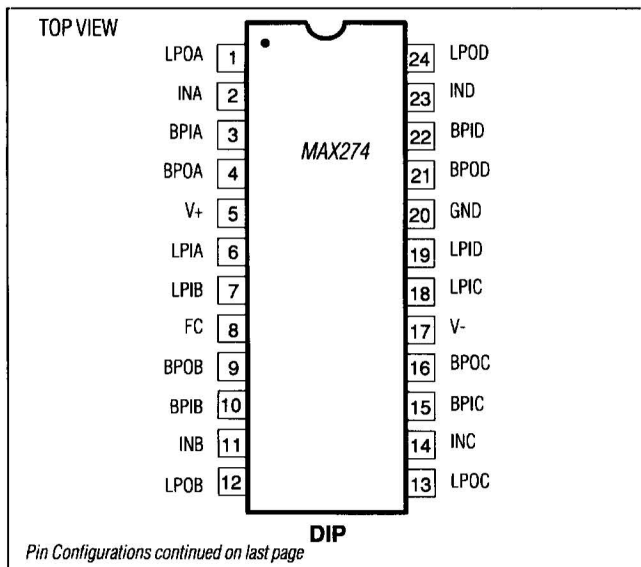 TOP VIEW
LPOA 1 24 LPOD
INA 2 23 IND
BPIA 3 22 BPID
MAX274
BPOA 4 21 BPOD
V+ 5 20 GND
LPIA 6 19 LPID
LPIB 7 18 LPIC
FC 8 17 V-
BPOB 9 16 BPOC
BPIB 10 15 BPIC
INB 11 14 INC
LPOB 12 13 LPOC
DIP
Pin Configurations continued on last page